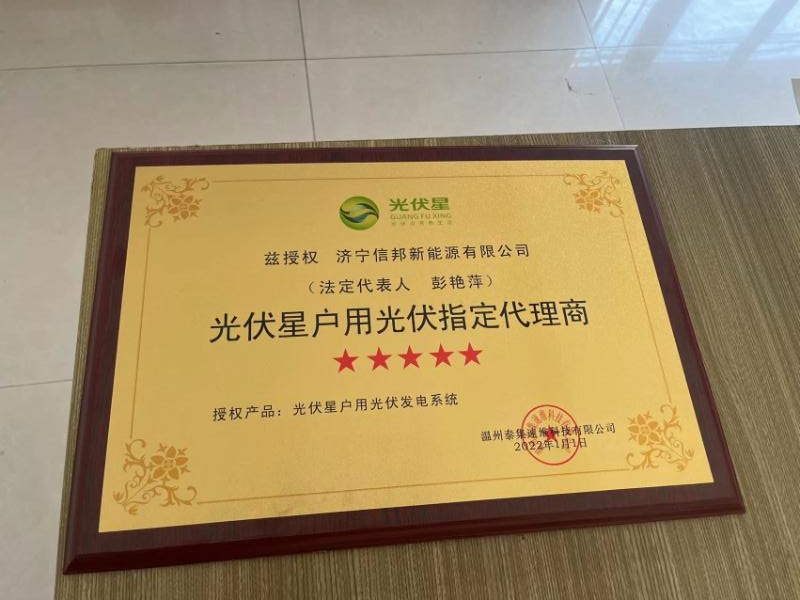 光伏星
GUANG FU XING
兹授权 济宁信邦新能源有限公司
（法定代表人 彭艳萍）
光伏星户用光伏指定代理商
★★★★★
授权产品：光伏星户用光伏发电系统
温州泰集速维科技有限公司
2022年1月1日